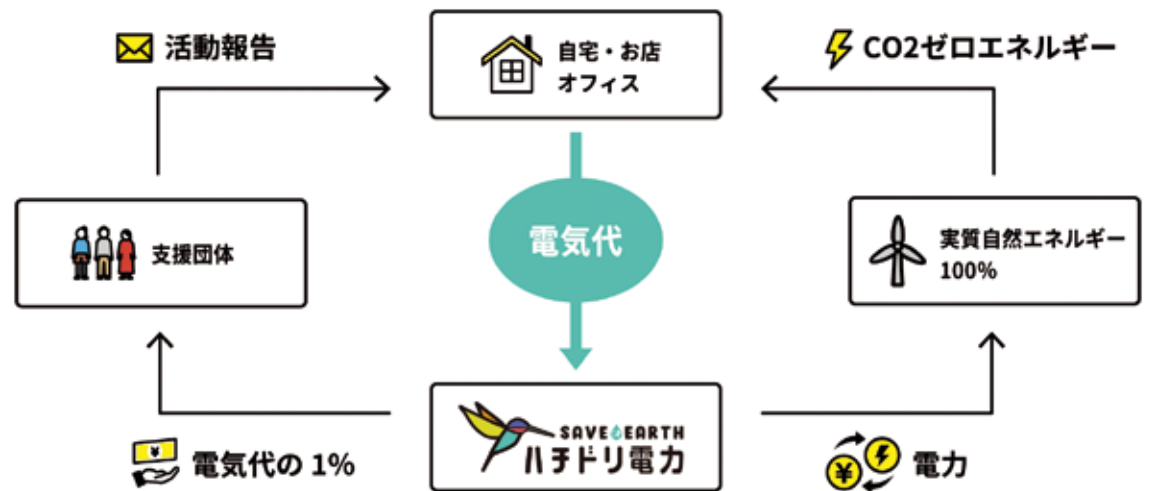 活動報告
自宅・お店
オフィス
CO2ゼロエネルギー
支援団体
電気代
実質自然エネルギー
100%
SAVE EARTH
ハチドリ電力
¥
電気代の 1%
¥
電力